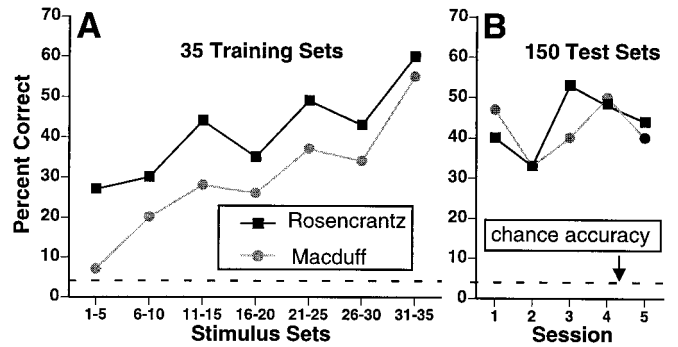 A
35 Training Sets
Percent Correct
70
60
50
40
30
20
10
0
Rosencrantz
Macduff
1-5 6-10 11-15 16-20 21-25 26-30 31-35
Stimulus Sets
B
150 Test Sets
70
60
50
40
30
20
10
0
chance accuracy
1 2 3 4 5
Session